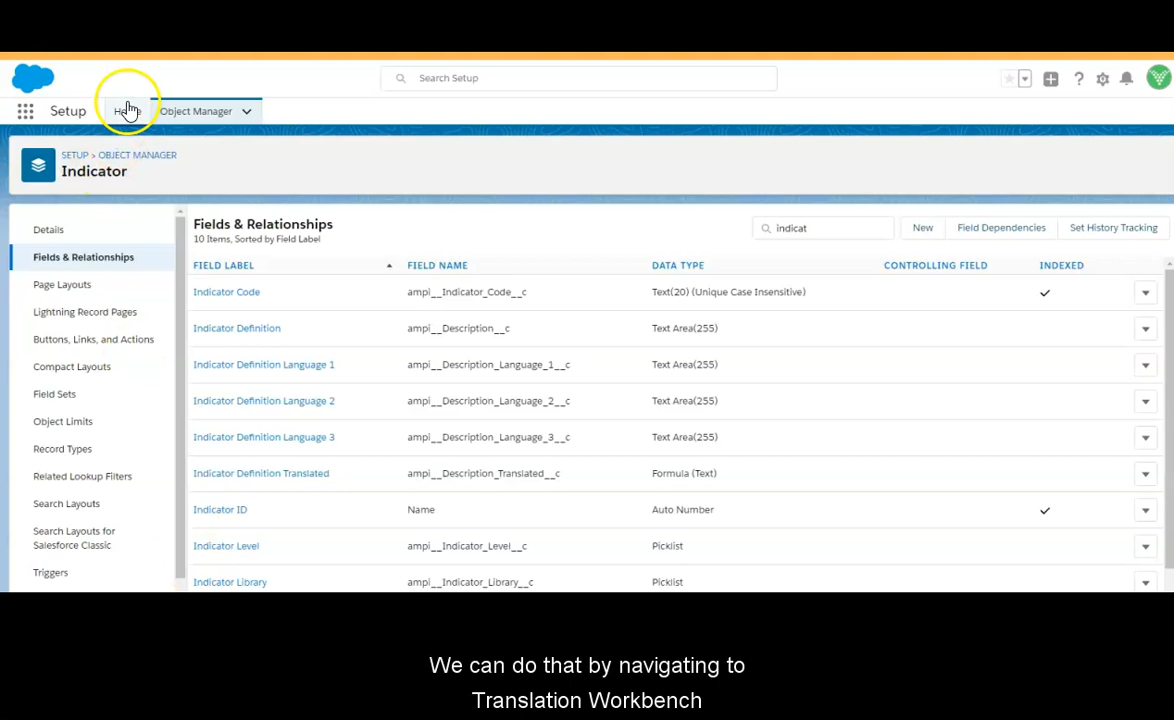 Search Setup
Setup
Object Manager
SETUP > OBJECT MANAGER
Indicator
Details
Fields & Relationships
Page Layouts
Lightning Record Pages
Buttons, Links, and Actions
Compact Layouts
Field Sets
Object Limits
Record Types
Related Lookup Filters
Search Layouts
Search Layouts for
Salesforce Classic
Triggers
Fields & Relationships
10 Items, Sorted by Field Label
indicat
New
Field Dependencies
Set History Tracking
FIELD LABEL FIELD NAME DATA TYPE CONTROLLING FIELD INDEXED
Indicator Code ampi__Indicator_Code__c Text(20) (Unique Case Insensitive)
Indicator Definition ampi__Description__c Text Area(255)
Indicator Definition Language 1 ampi__Description_Language_1__c Text Area(255)
Indicator Definition Language 2 ampi__Description_Language_2__c Text Area(255)
Indicator Definition Language 3 ampi__Description_Language_3__c Text Area(255)
Indicator Definition Translated ampi__Description_Translated__c Formula (Text)
Indicator ID Name Auto Number
Indicator Level ampi__Indicator_Level__c Picklist
Indicator Library ampi__Indicator_Library__c Picklist
We can do that by navigating to
Translation Workbench